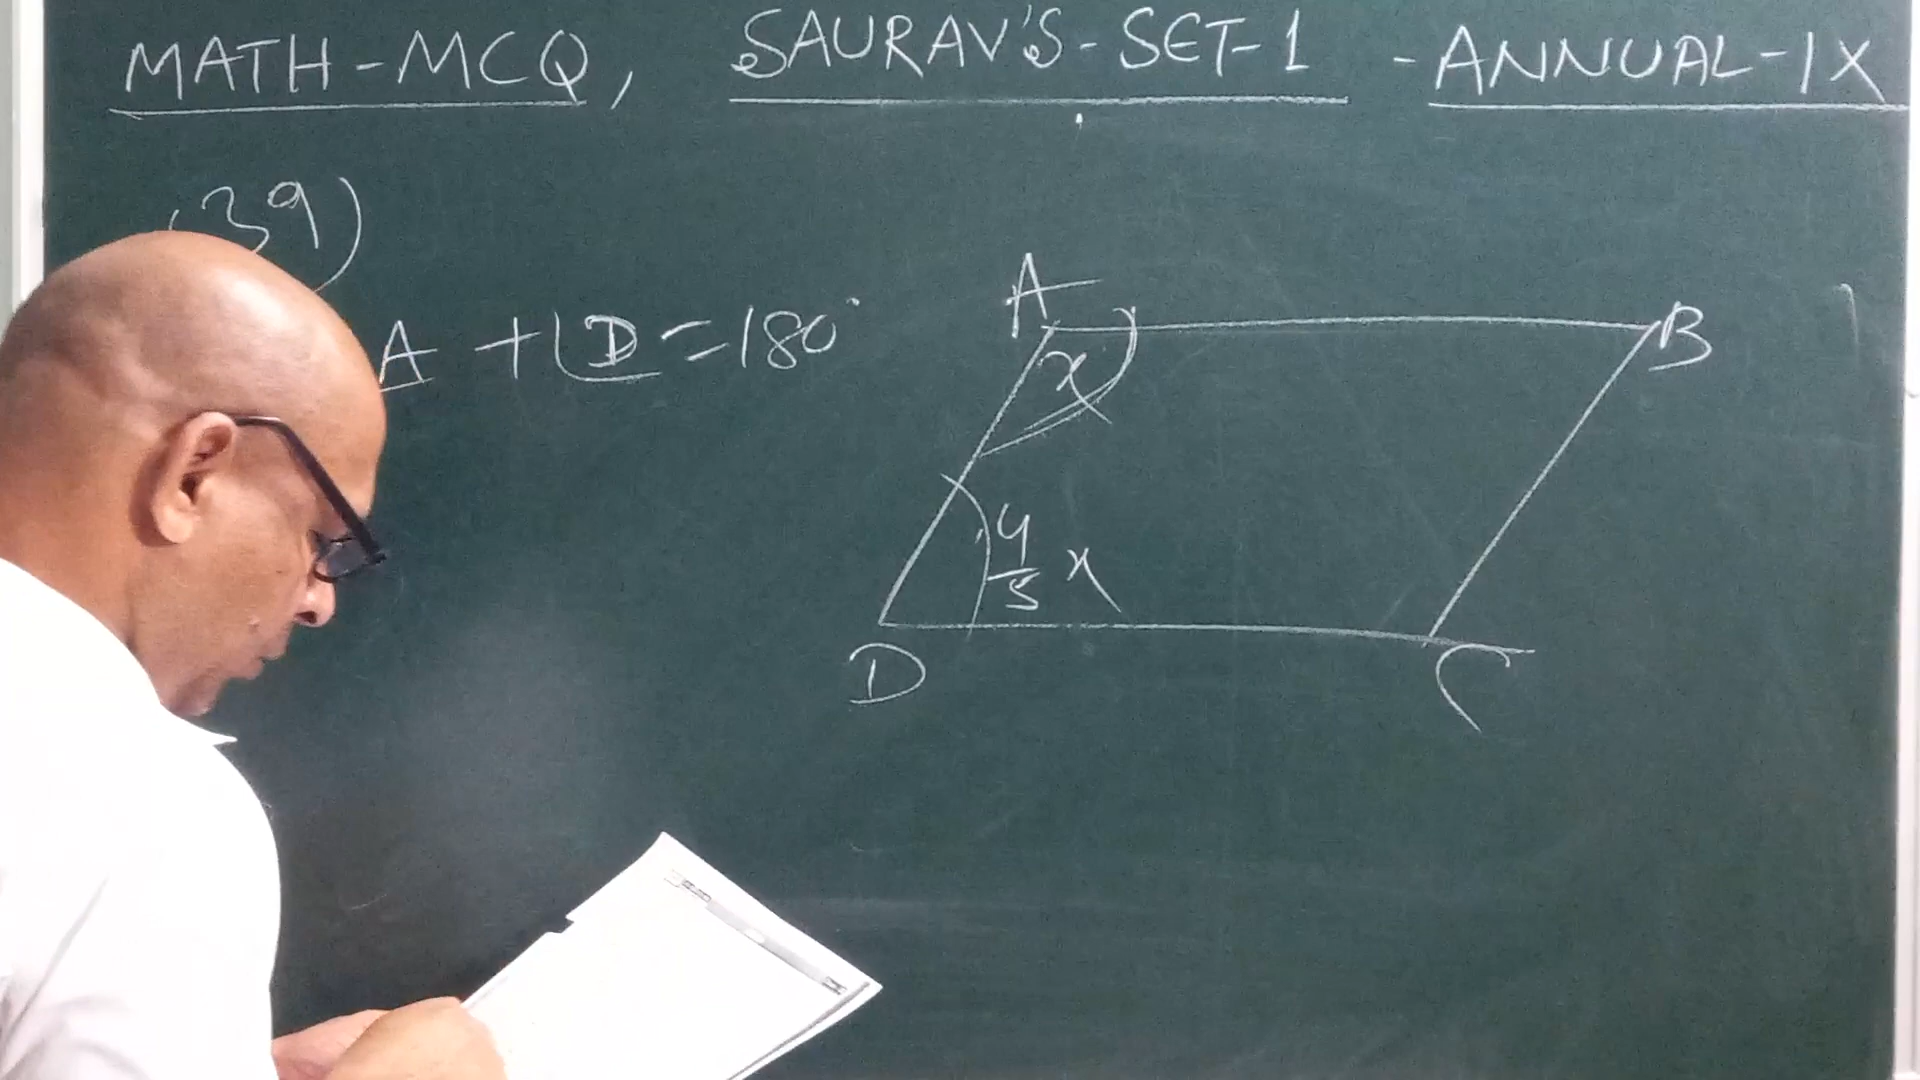 MATH-MCQ, SAURAV'S-SET-1 -ANNUAL-IX
(39)
A + ∠D = 180°
A
B
x
4/5 x
D
C